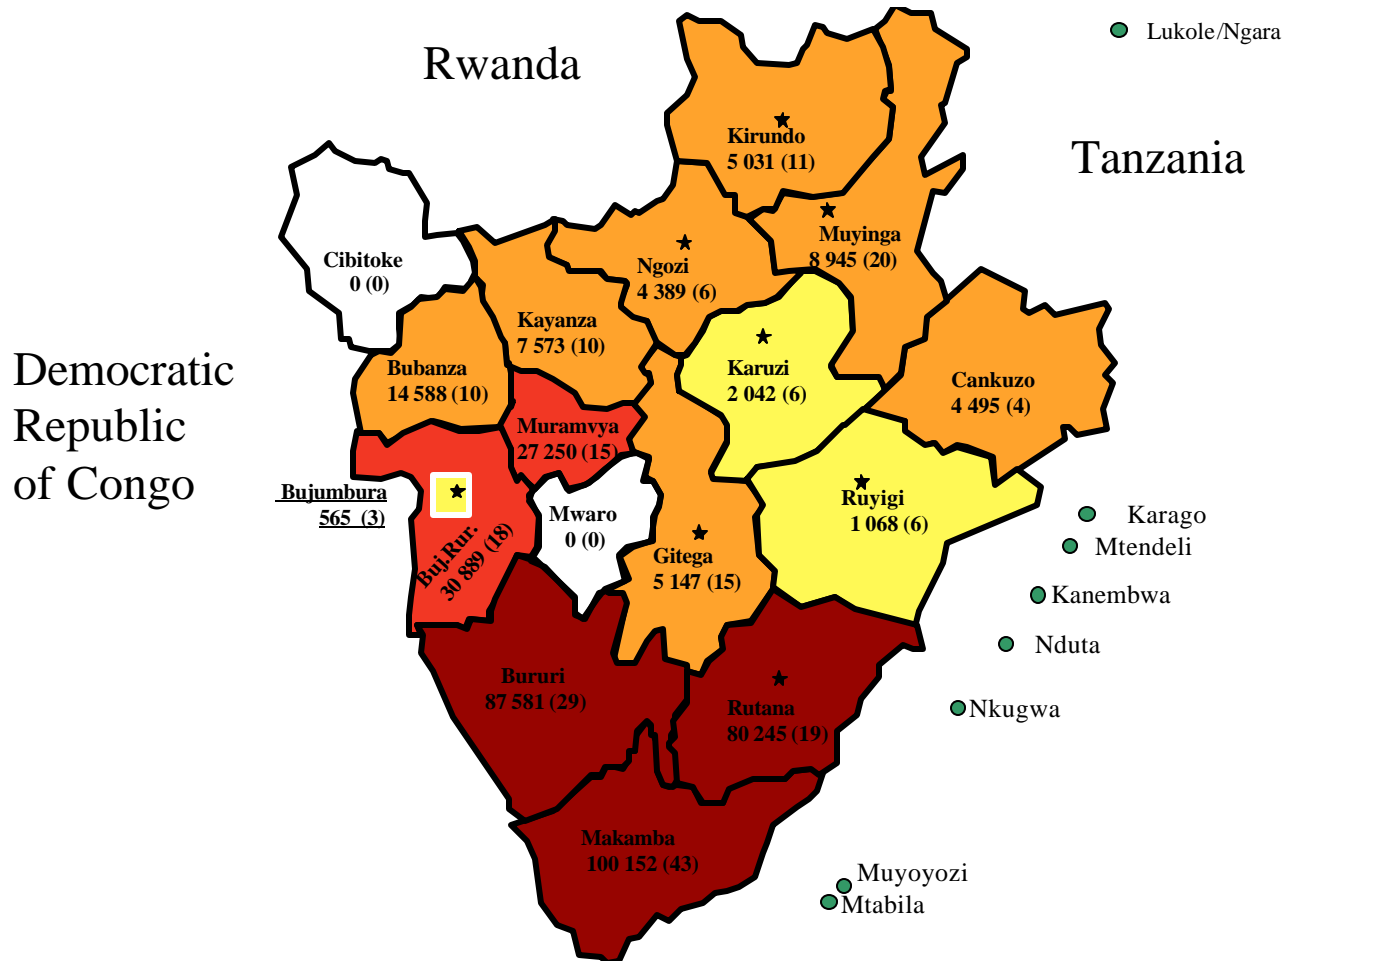 Lukole/Ngara
Rwanda
Tanzania
Kirundo
5 031 (11)
Muyinga
8 945 (20)
Cibitoke
0 (0)
Ngozi
4 389 (6)
Kayanza
7 573 (10)
Democratic
Republic
of Congo
Bubanza
14 588 (10)
Karuzi
2 042 (6)
Cankuzo
4 495 (4)
Muramvya
27 250 (15)
Bujumbura
565 (3)
Mwaro
0 (0)
Ruyigi
1 068 (6)
Karago
Mtendeli
Buj.Rur.
30 889 (18)
Gitega
5 147 (15)
Kanembwa
Nduta
Bururi
87 581 (29)
Rutana
80 245 (19)
Nkugwa
Makamba
100 152 (43)
Muyoyozi
Mtabila